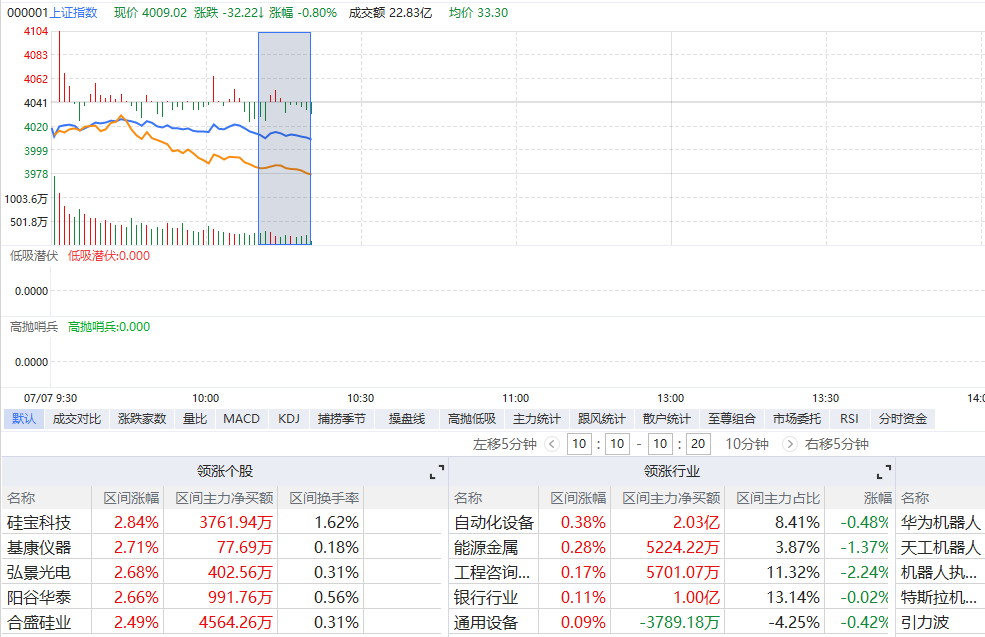 000001上证指数 现价 4009.02 涨跌 -32.22↓ 涨幅 -0.80% 成交额 22.83亿 均价 33.30
4104
4083
4062
4041
4020
3999
3978
1003.6万
501.8万
低吸潜伏 低吸潜伏:0.000
0.0000
高抛哨兵 高抛哨兵:0.000
0.0000
07/07 9:30 10:00 10:30 11:00 13:00 13:30 14:0
默认 成交对比 涨跌家数 量比 MACD KDJ 捕捞季节 操盘线 高抛低吸 主力统计 跟风统计 散户统计 至尊组合 市场委托 RSI 分时资金
左移5分钟 10 : 10 - 10 : 20 10分钟 右移5分钟
领涨个股 领涨行业
名称 区间涨幅 区间主力净买额 区间换手率 名称 区间涨幅 区间主力净买额 区间主力占比 涨幅 名称
硅宝科技 2.84% 3761.94万 1.62% 自动化设备 0.38% 2.03亿 8.41% -0.48% 华为机器人
基康仪器 2.71% 77.69万 0.18% 能源金属 0.28% 5224.22万 3.87% -1.37% 天工机器人
弘景光电 2.68% 402.56万 0.31% 工程咨询... 0.17% 5701.07万 11.32% -2.24% 机器人执...
阳谷华泰 2.66% 991.76万 0.56% 银行行业 0.11% 1.00亿 13.14% -0.02% 特斯拉机...
合盛硅业 2.49% 4564.26万 0.31% 通用设备 0.09% -3789.18万 -4.25% -0.42% 引力波